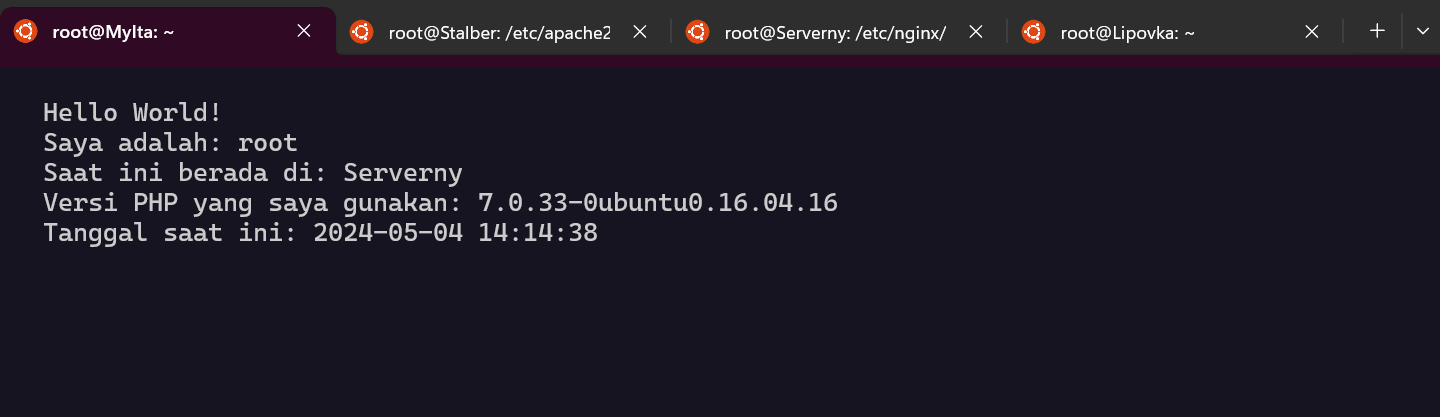 root@Mylta: ~
root@Stalber: /etc/apache2
root@Serverny: /etc/nginx/
root@Lipovka: ~
Hello World!
Saya adalah: root
Saat ini berada di: Serverny
Versi PHP yang saya gunakan: 7.0.33-0ubuntu0.16.04.16
Tanggal saat ini: 2024-05-04 14:14:38